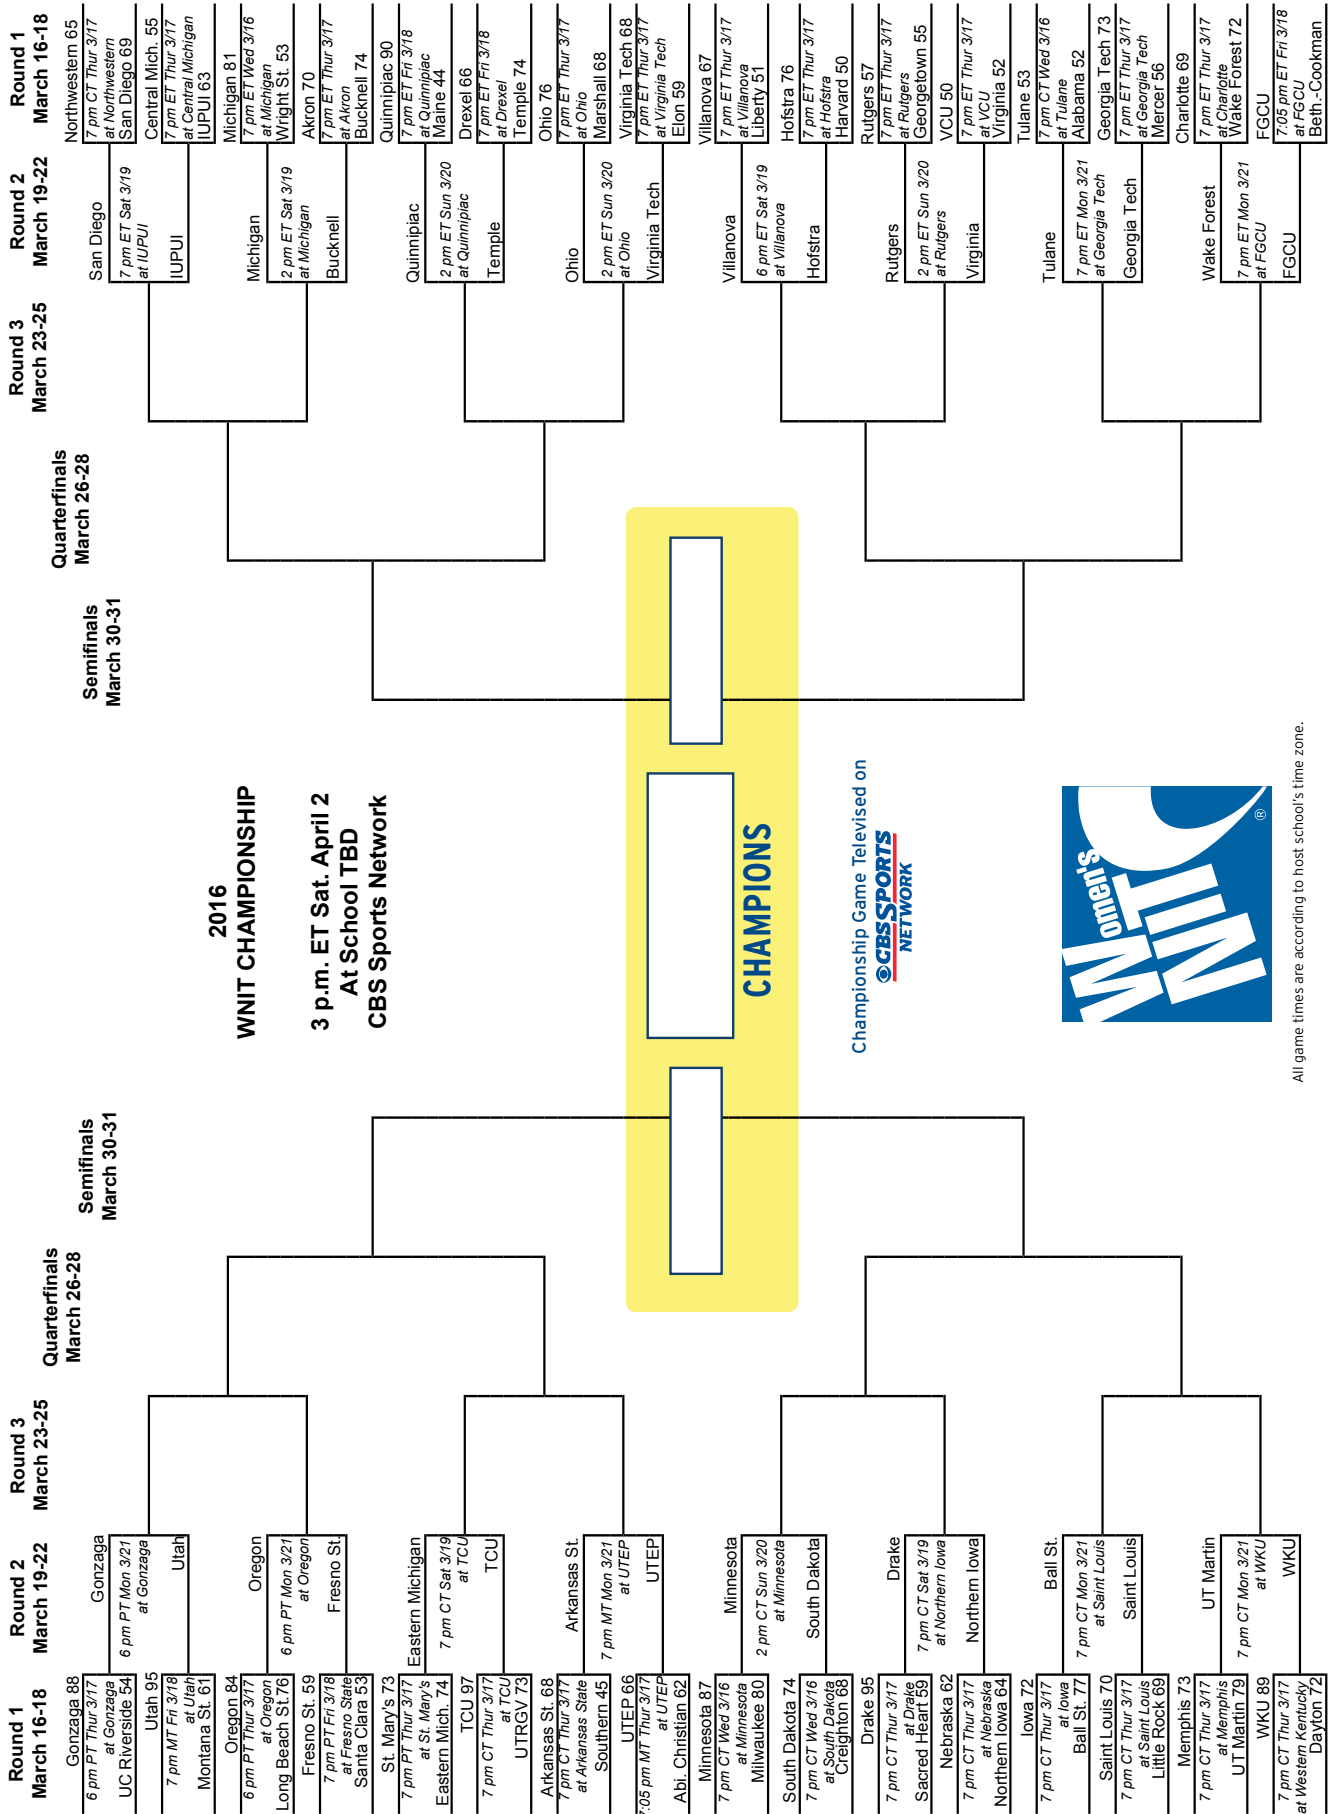 Round 1
March 16-18
Round 2
March 19-22
Round 3
March 23-25
Quarterfinals
March 26-28
Semifinals
March 30-31
Semifinals
March 30-31
Quarterfinals
March 26-28
Round 3
March 23-25
Round 2
March 19-22
Round 1
March 16-18
Gonzaga 88
6 pm PT Thur 3/17
at Gonzaga
UC Riverside 54
Utah 95
7 pm MT Fri 3/18
at Utah
Montana St. 61
Oregon 84
6 pm PT Thur 3/17
at Oregon
Long Beach St.76
Fresno St. 59
7 pm PT Fri 3/18
at Fresno State
Santa Clara 53
St. Mary's 73
7 pm PT Thur 3/17
at St. Mary's
Eastern Mich. 74
TCU 97
7 pm CT Thur 3/17
at TCU
UTRGV 73
Arkansas St. 68
7 pm CT Thur 3/17
at Arkansas State
Southern 45
UTEP 66
7:05 pm MT Thur 3/17
at UTEP
Abi. Christian 62
Minnesota 87
7 pm CT Wed 3/16
at Minnesota
Milwaukee 80
South Dakota 74
7 pm CT Wed 3/16
at South Dakota
Creighton 68
Drake 95
7 pm CT Thur 3/17
at Drake
Sacred Heart 59
Nebraska 62
7 pm CT Thur 3/17
at Nebraska
Northern Iowa 64
Iowa 72
7 pm CT Thur 3/17
at Iowa
Ball St. 77
Saint Louis 70
7 pm CT Thur 3/17
at Saint Louis
Little Rock 69
Memphis 73
7 pm CT Thur 3/17
at Memphis
UT Martin 79
WKU 89
7 pm CT Thur 3/17
at Western Kentucky
Dayton 72
Gonzaga
6 pm PT Mon 3/21
at Gonzaga
Utah
Oregon
6 pm PT Mon 3/21
at Oregon
Fresno St.
Eastern Michigan
7 pm CT Sat 3/19
at TCU
TCU
Arkansas St.
7 pm MT Mon 3/21
at UTEP
UTEP
Minnesota
2 pm CT Sun 3/20
at Minnesota
South Dakota
Drake
7 pm CT Sat 3/19
at Northern Iowa
Northern Iowa
Ball St.
7 pm CT Mon 3/21
at Saint Louis
Saint Louis
UT Martin
7 pm CT Mon 3/21
at WKU
WKU
2016
WNIT CHAMPIONSHIP
3 p.m. ET Sat. April 2
At School TBD
CBS Sports Network
CHAMPIONS
Championship Game Televised on
CBS SPORTS
NETWORK
Women's
NIT
®
All game times are according to host school's time zone.
San Diego
7 pm ET Sat 3/19
at IUPUI
IUPUI
Michigan
2 pm ET Sat 3/19
at Michigan
Bucknell
Quinnipiac
2 pm ET Sun 3/20
at Quinnipiac
Temple
Ohio
2 pm ET Sun 3/20
at Ohio
Virginia Tech
Villanova
6 pm ET Sat 3/19
at Villanova
Hofstra
Rutgers
2 pm ET Sun 3/20
at Rutgers
Virginia
Tulane
7 pm ET Mon 3/21
at Georgia Tech
Georgia Tech
Wake Forest
7 pm ET Mon 3/21
at FGCU
FGCU
Northwestern 65
7 pm CT Thur 3/17
at Northwestern
San Diego 69
Central Mich. 55
7 pm ET Thur 3/17
at Central Michigan
IUPUI 63
Michigan 81
7 pm ET Wed 3/16
at Michigan
Wright St. 53
Akron 70
7 pm ET Thur 3/17
at Akron
Bucknell 74
Quinnipiac 90
7 pm ET Fri 3/18
at Quinnipiac
Maine 44
Drexel 66
7 pm ET Fri 3/18
at Drexel
Temple 74
Ohio 76
7 pm ET Thur 3/17
at Ohio
Marshall 68
Virginia Tech 68
7 pm ET Thur 3/17
at Virginia Tech
Elon 59
Villanova 67
7 pm ET Thur 3/17
at Villanova
Liberty 51
Hofstra 76
7 pm ET Thur 3/17
at Hofstra
Harvard 50
Rutgers 57
7 pm ET Thur 3/17
at Rutgers
Georgetown 55
VCU 50
7 pm ET Thur 3/17
at VCU
Virginia 52
Tulane 53
7 pm CT Wed 3/16
at Tulane
Alabama 52
Georgia Tech 73
7 pm ET Thur 3/17
at Georgia Tech
Mercer 56
Charlotte 69
7 pm ET Thur 3/17
at Charlotte
Wake Forest 72
FGCU
7:05 pm ET Fri 3/18
at FGCU
Beth.-Cookman